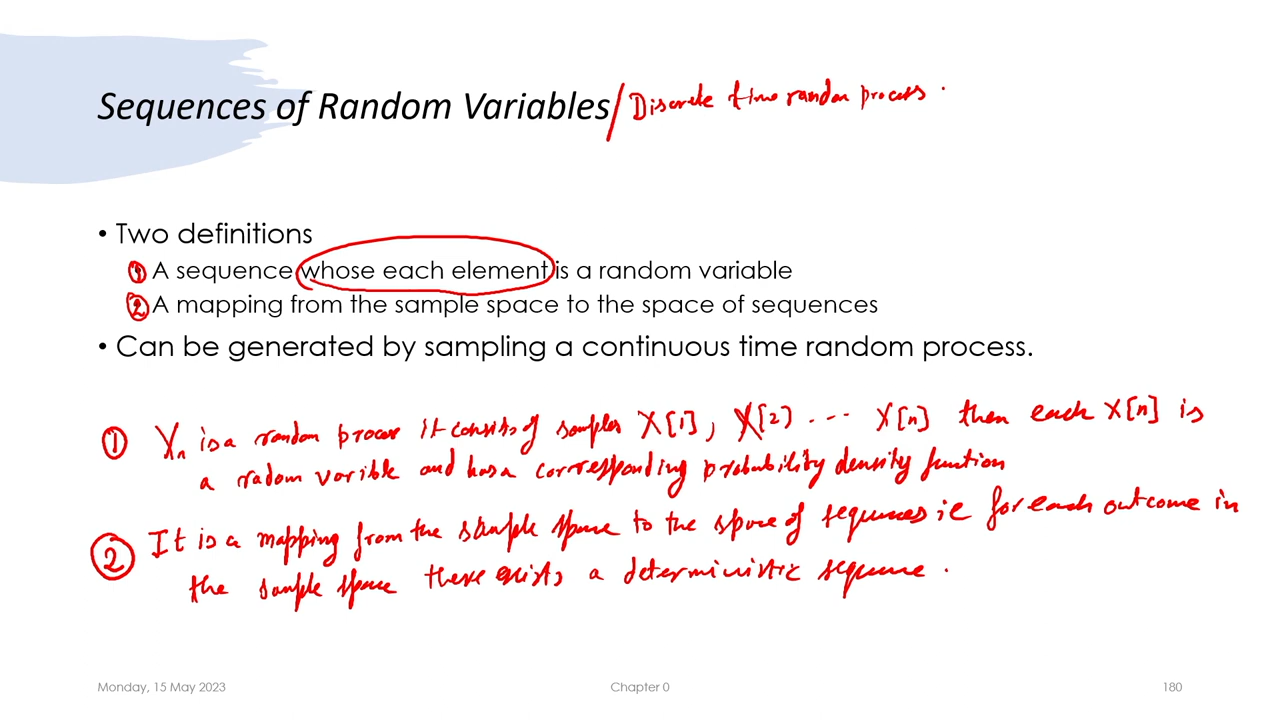 Sequences of Random Variables / Discrete time random process.
• Two definitions
① A sequence whose each element is a random variable
② A mapping from the sample space to the space of sequences
• Can be generated by sampling a continuous time random process.
① Xn is a random process it consists of samples X[1], X[2) ... X[n] then each X[n] is
a radom varible and has a corresponding probability density funtion
② It is a mapping from the sample space to the space of sequences ie for each outcome in
the sample space there exists a deterministic sequence.
Monday, 15 May 2023 Chapter 0 180